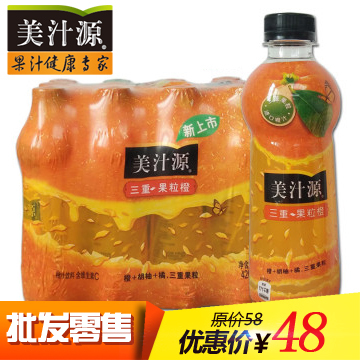 美汁源
果汁健康专家
新上市
美汁源
三重果粒橙
橙+胡柚+橘,三重果粒
美汁源
三重果粒橙
橙+胡柚+橘,三重果粒
批发零售
原价58
优惠价¥48